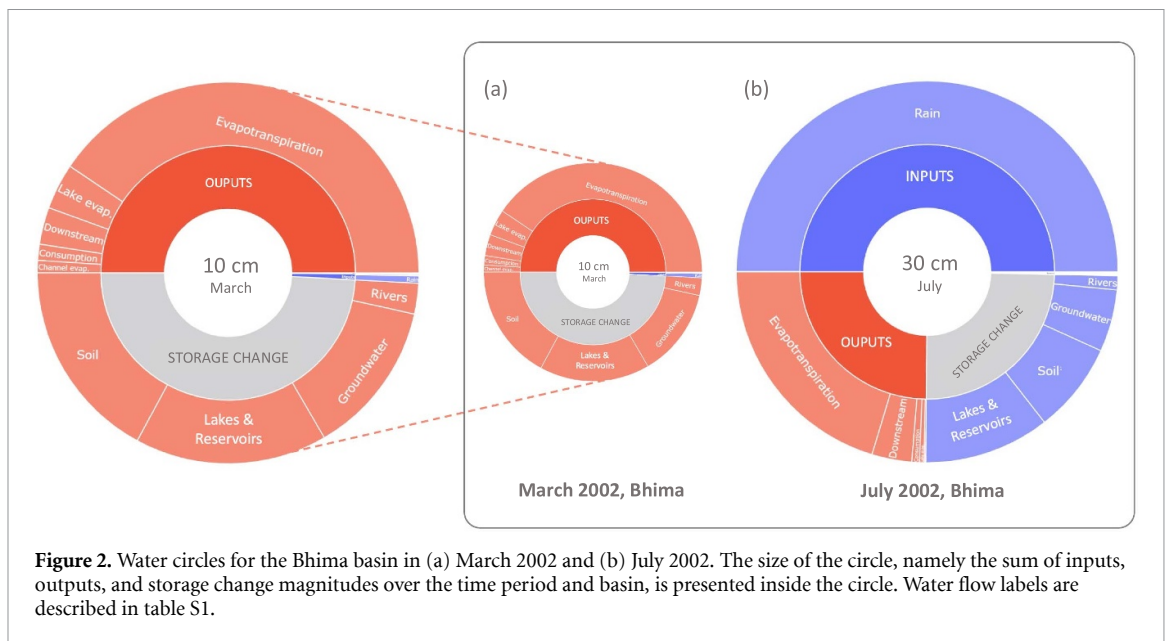 Evapotranspiration
Lake evap.
Downstream
Consumption
Channel evap.
OUPUTS
10 cm
March
STORAGE CHANGE
Rain
Rivers
Soil
Groundwater
Lakes &
Reservoirs
(a)
Evapotranspiration
Lake evap.
Downstream
Consumption
Channel evap.
OUPUTS
10 cm
March
STORAGE CHANGE
Rivers
Soil
Groundwater
Lakes &
Reservoirs
March 2002, Bhima
(b)
Rain
INPUTS
30 cm
July
OUPUTS
STORAGE CHANGE
Rivers
Groundwater
Soil
Lakes &
Reservoirs
Evapotranspiration
Downstream
July 2002, Bhima
Figure 2. Water circles for the Bhima basin in (a) March 2002 and (b) July 2002. The size of the circle, namely the sum of inputs,
outputs, and storage change magnitudes over the time period and basin, is presented inside the circle. Water flow labels are
described in table S1.